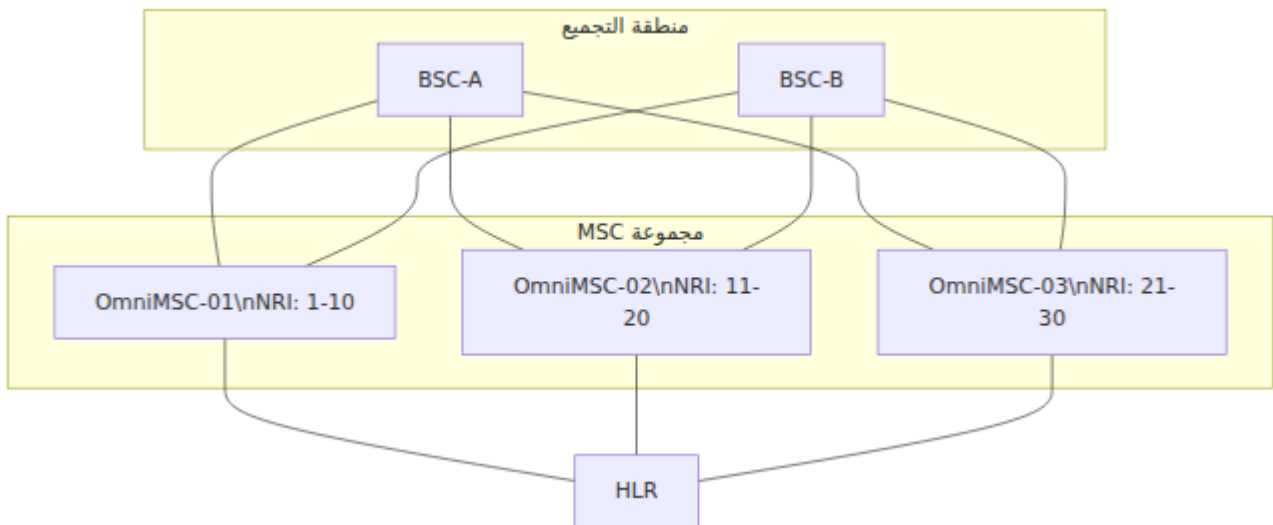 منطقة التجميع
BSC-A
BSC-B
مجموعة MSC
OmniMSC-01\nNRI: 1-10
OmniMSC-02\nNRI: 11-
20
OmniMSC-03\nNRI: 21-
30
HLR